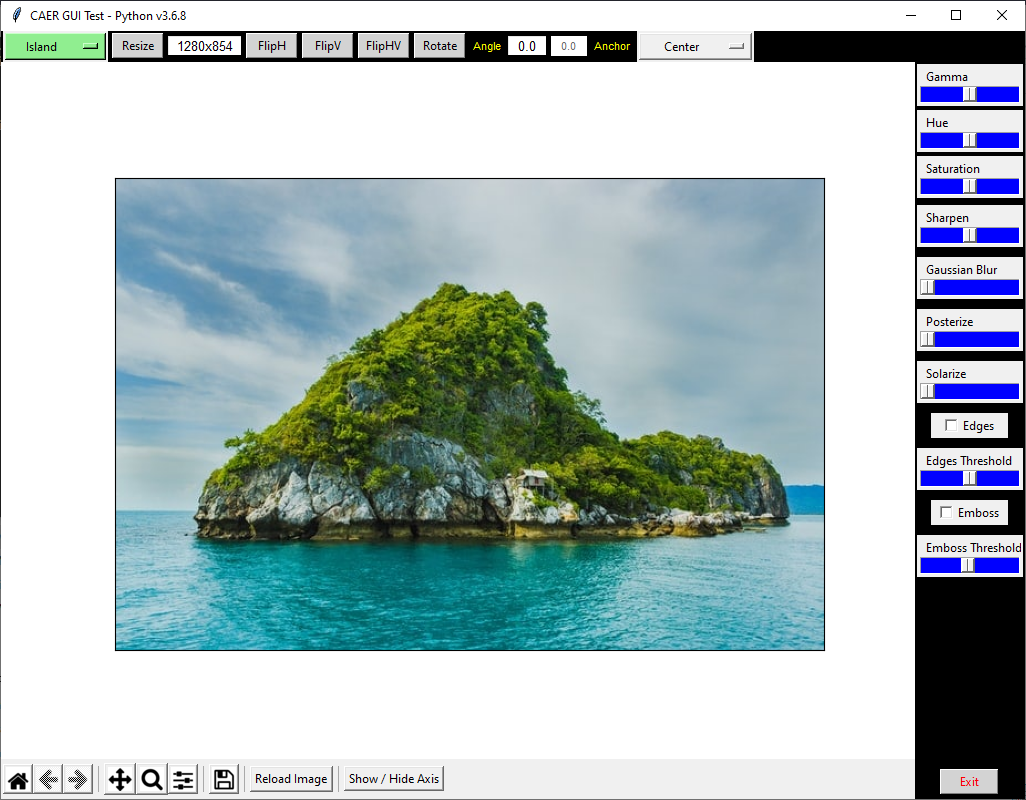 CAER GUI Test - Python v3.6.8
Island Resize 1280x854 FlipH FlipV FlipHV Rotate Angle 0.0 0.0 Anchor Center
Gamma
Hue
Saturation
Sharpen
Gaussian Blur
Posterize
Solarize
Edges
Edges Threshold
Emboss
Emboss Threshold
Reload Image Show / Hide Axis Exit